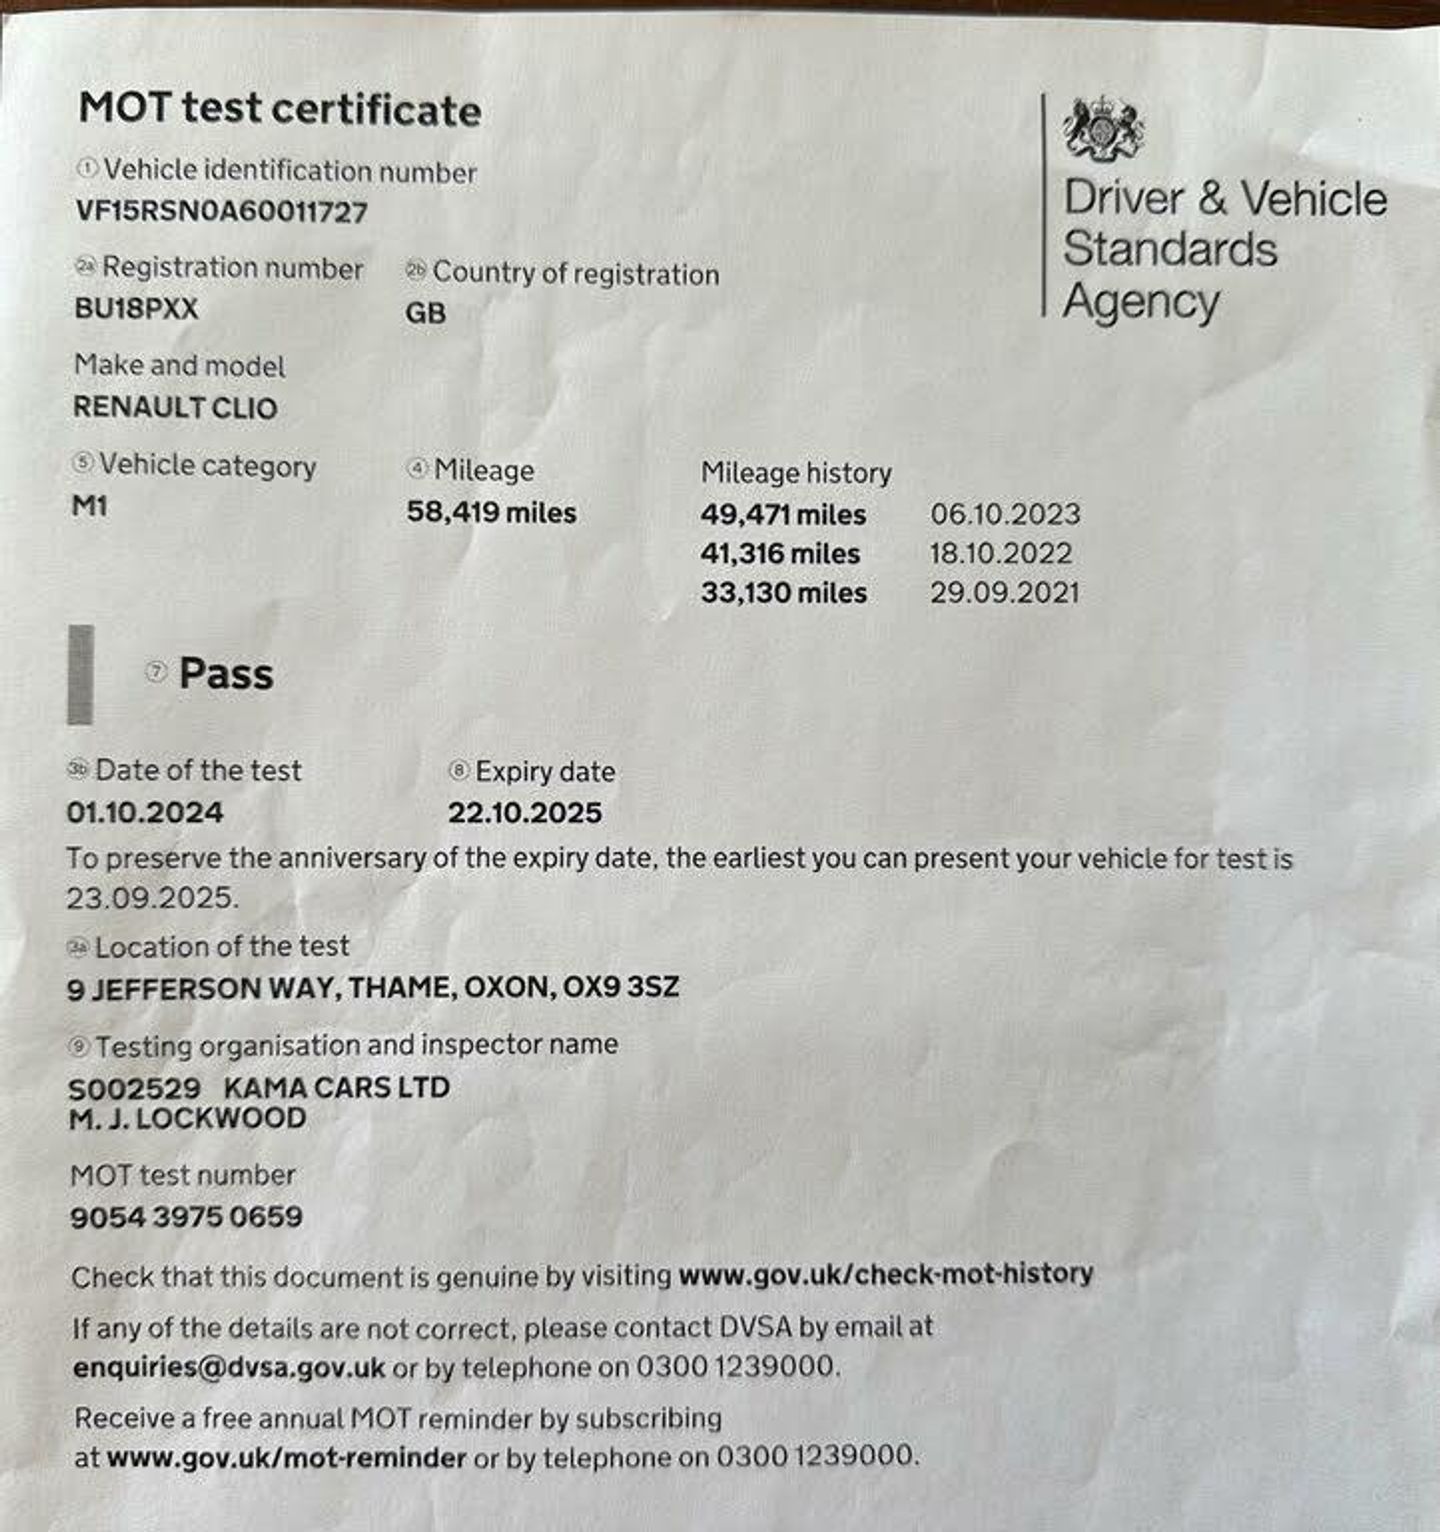 MOT test certificate
① Vehicle identification number
VF15RSN0A60011727
2a Registration number 2b Country of registration
BU18PXX GB
Make and model
RENAULT CLIO
⑤ Vehicle category ④ Mileage Mileage history
M1 58,419 miles 49,471 miles 06.10.2023
41,316 miles 18.10.2022
33,130 miles 29.09.2021
⑦ Pass
3b Date of the test ⑧ Expiry date
01.10.2024 22.10.2025
To preserve the anniversary of the expiry date, the earliest you can present your vehicle for test is
23.09.2025.
3a Location of the test
9 JEFFERSON WAY, THAME, OXON, OX9 3SZ
⑨ Testing organisation and inspector name
S002529 KAMA CARS LTD
M. J. LOCKWOOD
MOT test number
9054 3975 0659
Check that this document is genuine by visiting www.gov.uk/check-mot-history
If any of the details are not correct, please contact DVSA by email at
enquiries@dvsa.gov.uk or by telephone on 0300 1239000.
Receive a free annual MOT reminder by subscribing
at www.gov.uk/mot-reminder or by telephone on 0300 1239000.
Driver & Vehicle
Standards
Agency